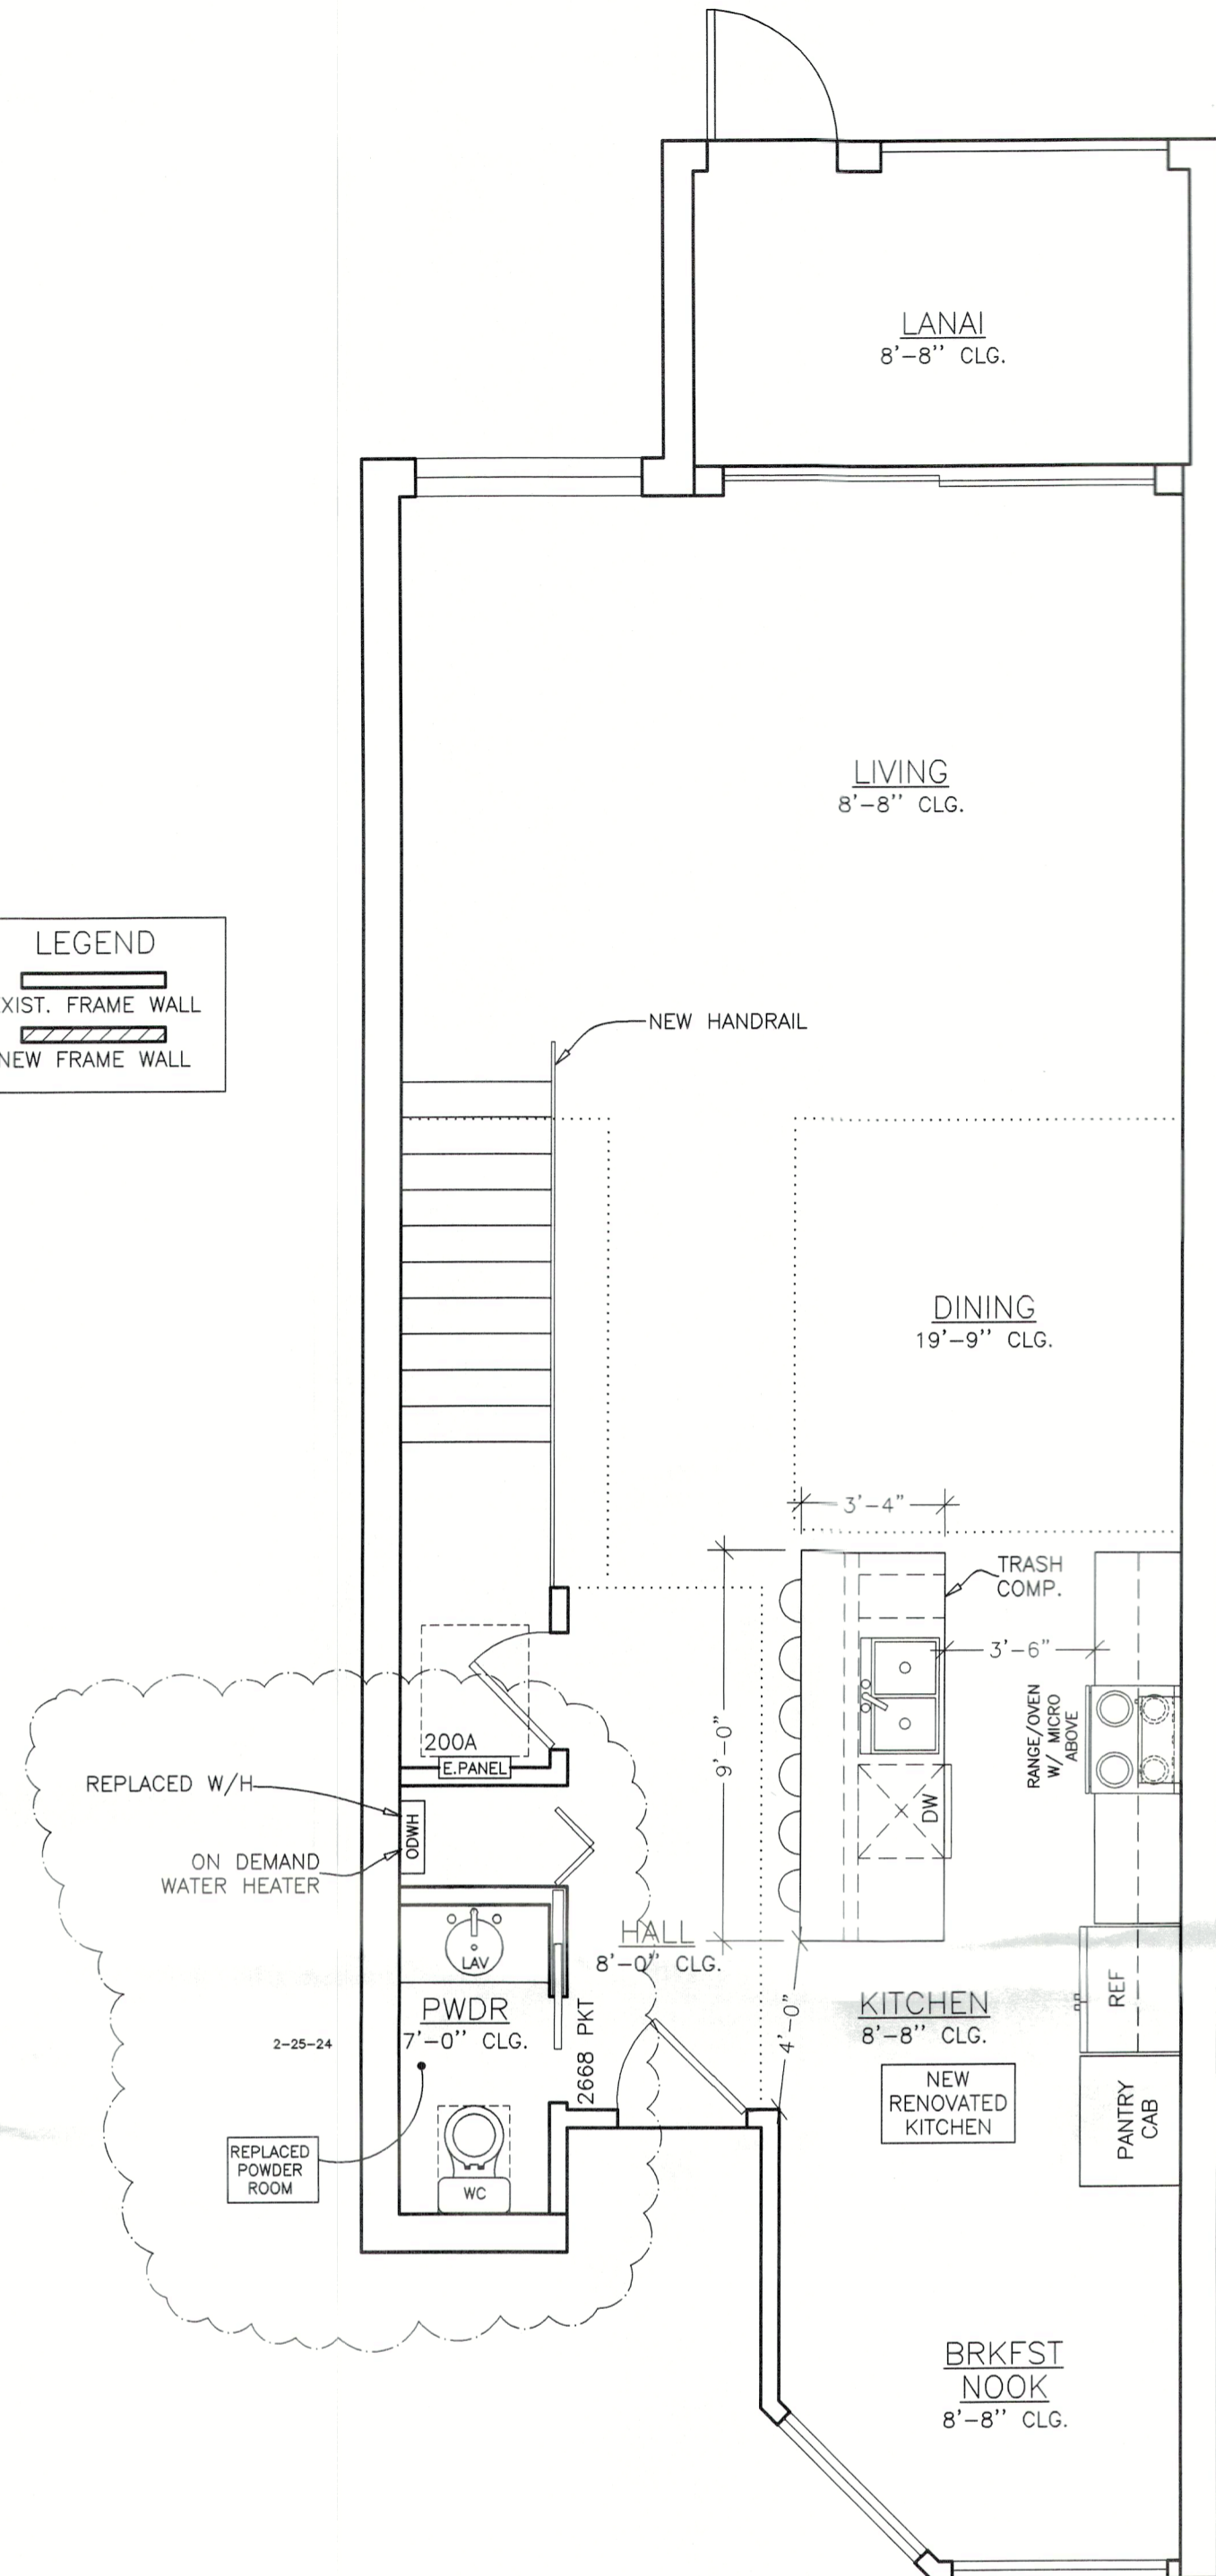 LANAI
8'-8" CLG.
LIVING
8'-8" CLG.
LEGEND
XIST. FRAME WALL
NEW FRAME WALL
NEW HANDRAIL
DINING
19'-9" CLG.
3'-4"
TRASH
COMP.
3'-6"
RANGE/OVEN
W/ MICRO
ABOVE
9'-0"
DW
200A
E.PANEL
REPLACED W/H
ODWH
ON DEMAND
WATER HEATER
HALL
8'-0" CLG.
LAV
PWDR
7'-0" CLG.
2668 PKT
2-25-24
4'-0"
KITCHEN
8'-8" CLG.
REF
NEW
RENOVATED
KITCHEN
PANTRY
CAB
REPLACED
POWDER
ROOM
WC
BRKFST
NOOK
8'-8" CLG.